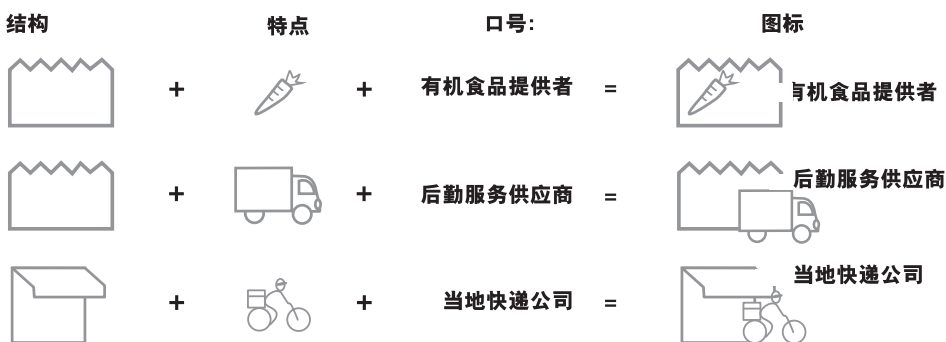 结构 特点 口号: 图标
+ + 有机食品提供者 = 有机食品提供者
+ + 后勤服务供应商 = 后勤服务供应商
+ + 当地快递公司 = 当地快递公司